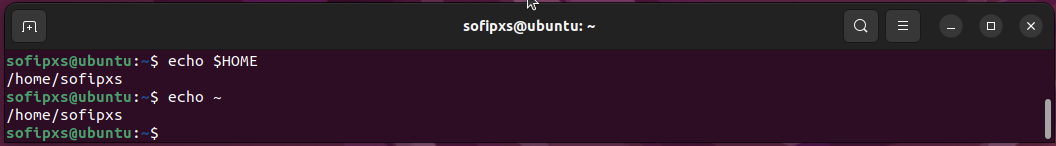 sofipxs@ubuntu: ~
sofipxs@ubuntu:~$ echo $HOME
/home/sofipxs
sofipxs@ubuntu:~$ echo ~
/home/sofipxs
sofipxs@ubuntu:~$